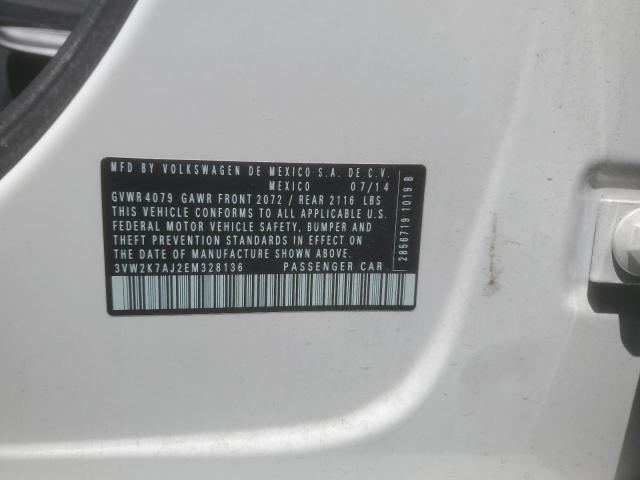 MFD BY VOLKSWAGEN DE MEXICO S.A. DE C.V.
MEXICO 07/14
GVWR 4079 GAWR FRONT 2072 / REAR 2116 LBS
THIS VEHICLE CONFORMS TO ALL APPLICABLE U.S.
FEDERAL MOTOR VEHICLE SAFETY, BUMPER AND
THEFT PREVENTION STANDARDS IN EFFECT ON
THE DATE OF MANUFACTURE SHOWN ABOVE.
3VW2K7AJ2EM328136 PASSENGER CAR
2856719 1019 B